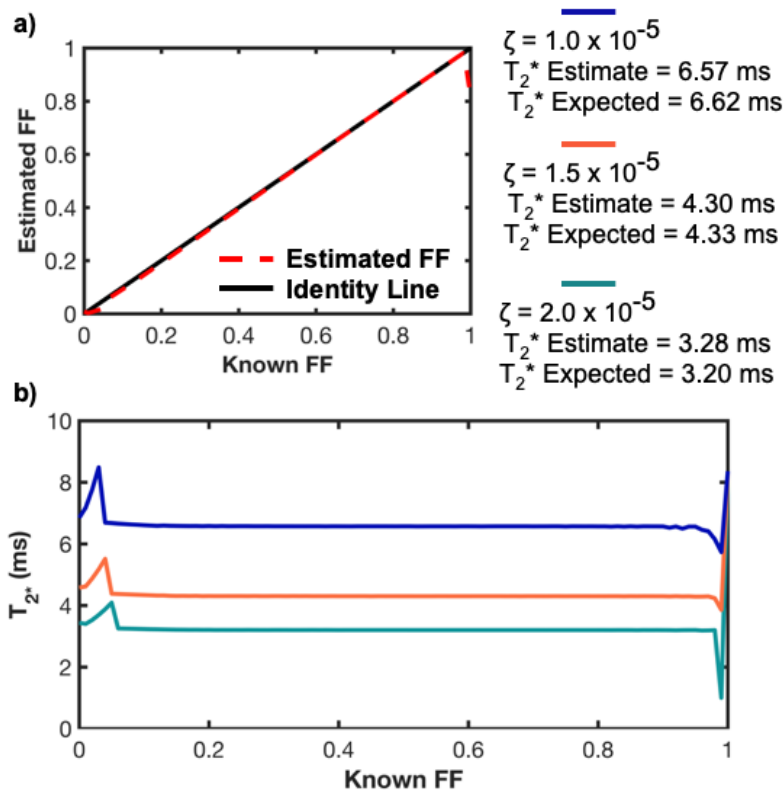 a)
1
0.8
0.6
0.4
0.2
0
Estimated FF
Estimated FF
Identity Line
0 0.2 0.4 0.6 0.8 1
Known FF
ζ = 1.0 x 10⁻⁵
T₂* Estimate = 6.57 ms
T₂* Expected = 6.62 ms
ζ = 1.5 x 10⁻⁵
T₂* Estimate = 4.30 ms
T₂* Expected = 4.33 ms
ζ = 2.0 x 10⁻⁵
T₂* Estimate = 3.28 ms
T₂* Expected = 3.20 ms
b)
10
8
6
4
2
0
T₂* (ms)
0 0.2 0.4 0.6 0.8 1
Known FF